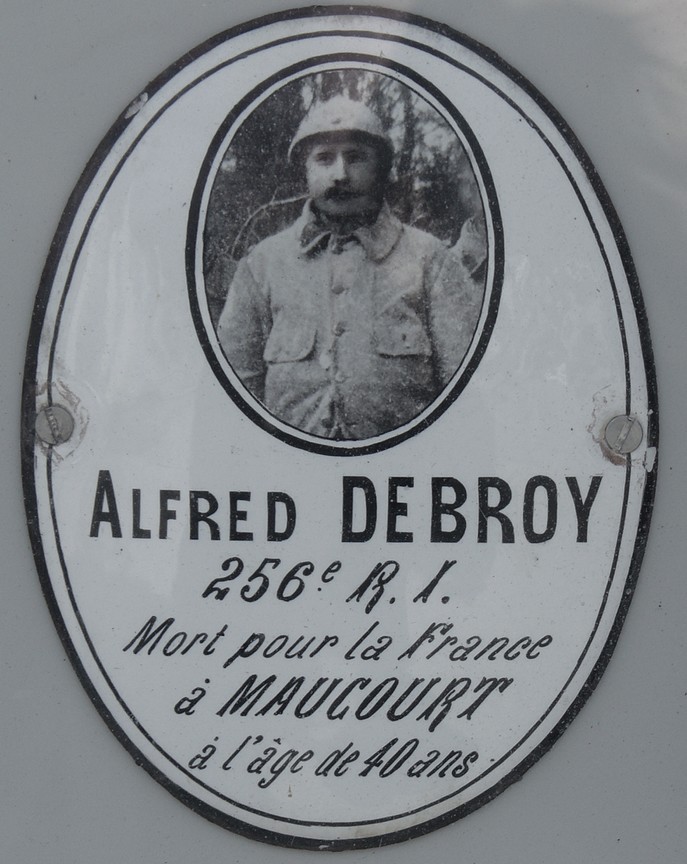 ALFRED DEBROY
256e R. I.
Mort pour la France
à MAUCOURT
à l'âge de 40 ans.